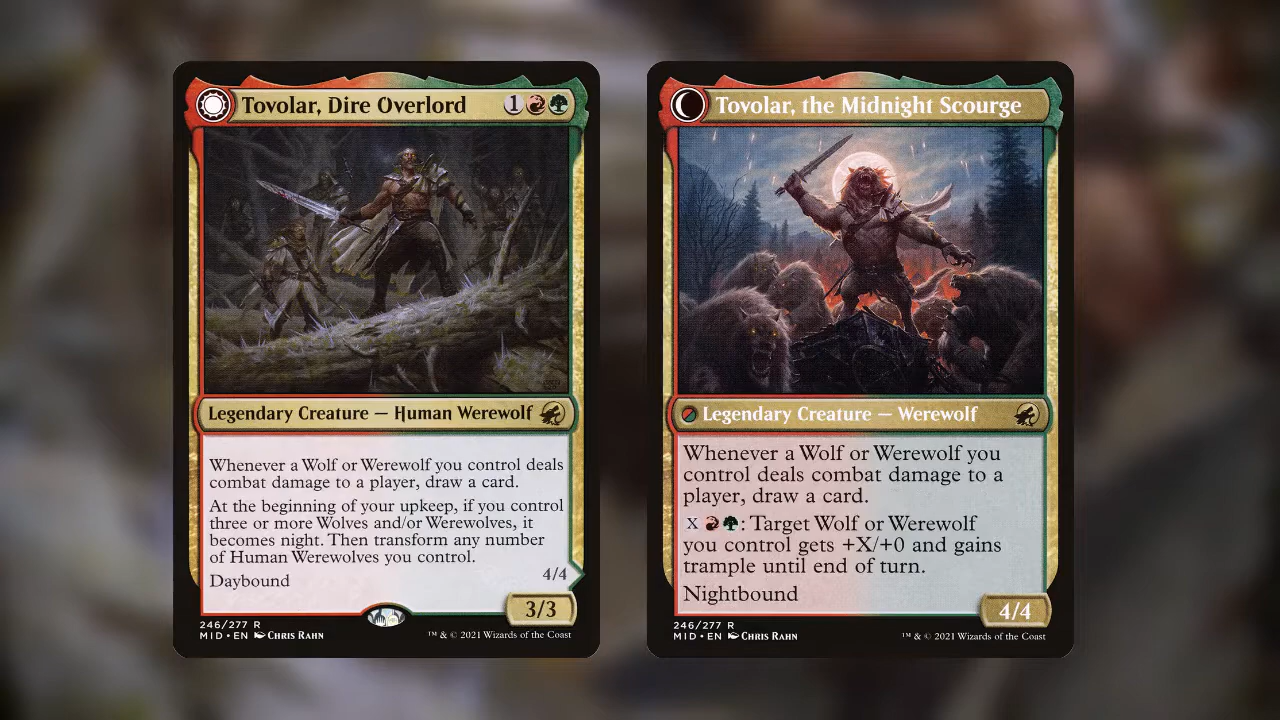 Tovolar, Dire Overlord 1
Whenever a Wolf or Werewolf you control deals
combat damage to a player, draw a card.
At the beginning of your upkeep, if you control
three or more Wolves and/or Werewolves, it
becomes night. Then transform any number
of Human Werewolves you control.
Daybound
4/4
3/3
Legendary Creature — Human Werewolf
246/277 R
MID • EN Chris Rahn
™ & © 2021 Wizards of the Coast
Tovolar, the Midnight Scourge
Legendary Creature — Werewolf
Whenever a Wolf or Werewolf you
control deals combat damage to a
player, draw a card.
X : Target Wolf or Werewolf
you control gets +X/+0 and gains
trample until end of turn.
Nightbound
4/4
246/277 R
MID • EN Chris Rahn
™ & © 2021 Wizards of the Coast